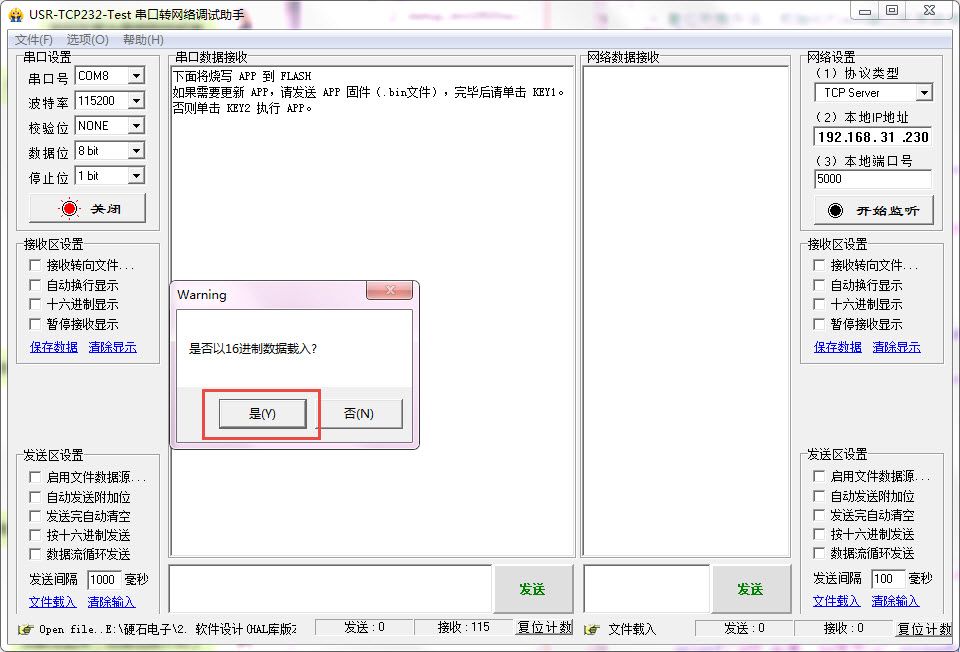 USR-TCP232-Test 串口转网络调试助手
文件(F) 选项(O) 帮助(H)
串口设置
串口号 COM8
波特率 115200
校验位 NONE
数据位 8 bit
停止位 1 bit
关闭
接收区设置
接收转向文件...
自动换行显示
十六进制显示
暂停接收显示
保存数据 清除显示
发送区设置
启用文件数据源...
自动发送附加位
发送完自动清空
按十六进制发送
数据流循环发送
发送间隔 1000 毫秒
文件载入 清除输入
串口数据接收
下面将烧写 APP 到 FLASH
如果需要更新 APP,请发送 APP 固件(.bin文件),完毕后请单击 KEY1。
否则单击 KEY2 执行 APP。
Warning
是否以16进制数据载入?
是(Y) 否(N)
发送
网络数据接收
发送
网络设置
(1) 协议类型
TCP Server
(2) 本地IP地址
192.168.31.230
(3) 本地端口号
5000
开始监听
接收区设置
接收转向文件...
自动换行显示
十六进制显示
暂停接收显示
保存数据 清除显示
发送区设置
启用文件数据源...
自动发送附加位
发送完自动清空
按十六进制发送
数据流循环发送
发送间隔 100 毫秒
文件载入 清除输入
Open file..E:\硬石电子\2. 软件设计(HAL库版 发送 : 0 接收 : 115 复位计数 文件载入 发送 : 0 接收 : 0 复位计数